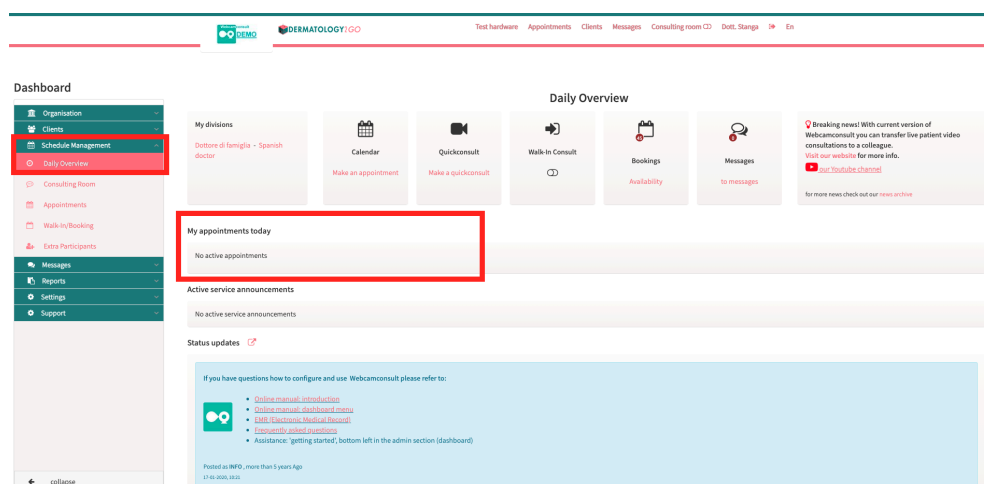 Webcamconsult
DEMO
DERMATOLOGY2GO
Test hardware Appointments Clients Messages Consulting room Dott. Stanga En
Dashboard
Organisation
Clients
Schedule Management
Daily Overview
Consulting Room
Appointments
Walk-In/Booking
Extra Participants
Messages
Reports
Settings
Support
collapse
Daily Overview
My divisions
Dottore di famiglia • Spanish
doctor
Calendar
Make an appointment
Quickconsult
Make a quickconsult
Walk-In Consult
Bookings
Availability
Messages
to messages
Breaking news! With current version of
Webcamconsult you can transfer live patient video
consultations to a colleague.
Visit our website for more info.
our Youtube channel
for more news check out our news archive
My appointments today
No active appointments
Active service announcements
No active service announcements
Status updates
If you have questions how to configure and use Webcamconsult please refer to:
• Online manual: introduction
• Online manual: dashboard menu
• EMR (Electronic Medical Record)
• Frequently asked questions
• Assistance: 'getting started', bottom left in the admin section (dashboard)
Posted as INFO , more than 5 years Ago
17-01-2020, 10:21